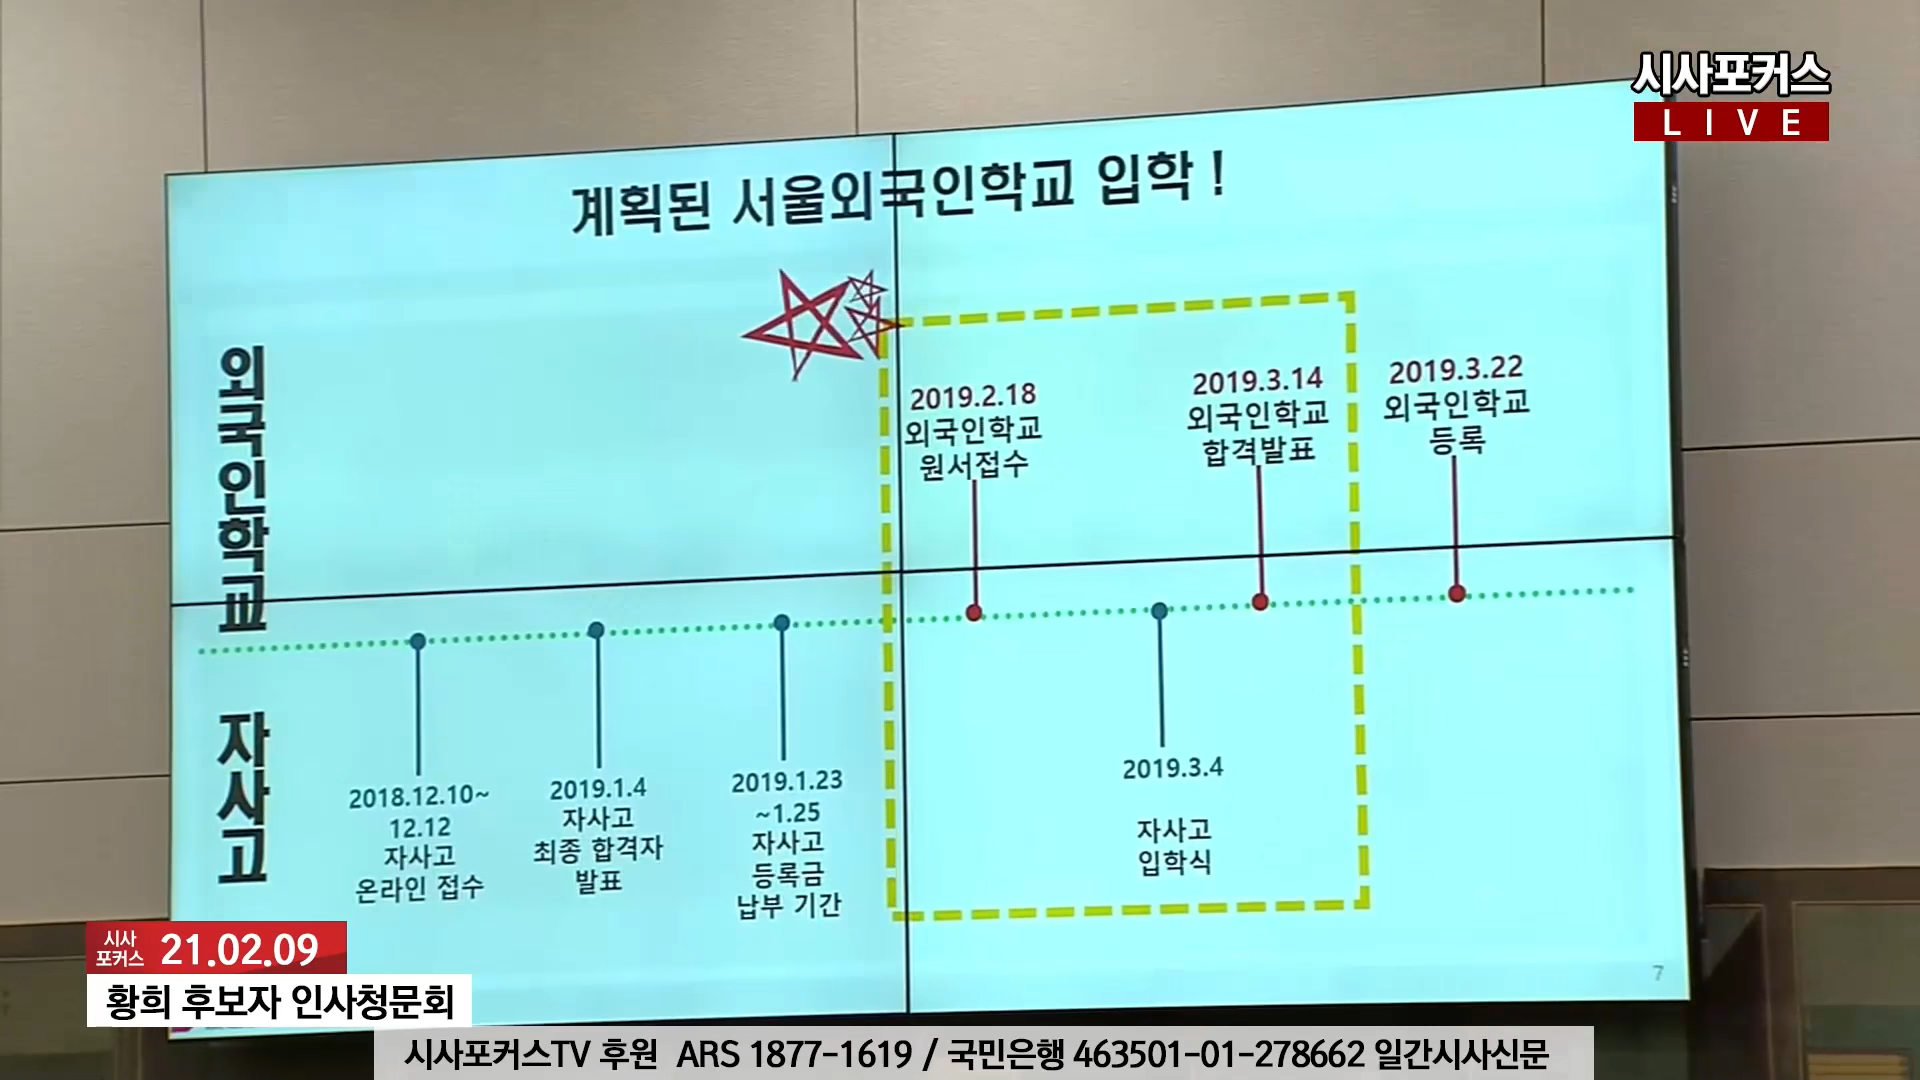 시사포커스
LIVE
계획된 서울외국인학교 입학!
외국인학교
2019.2.18
외국인학교
원서접수
2019.3.14
외국인학교
합격발표
2019.3.22
외국인학교
등록
자사고
2018.12.10~
12.12
자사고
온라인 접수
2019.1.4
자사고
최종 합격자
발표
2019.1.23
~1.25
자사고
등록금
납부 기간
2019.3.4
자사고
입학식
7
시사
포커스
21.02.09
황희 후보자 인사청문회
시사포커스TV 후원 ARS 1877-1619 / 국민은행 463501-01-278662 일간시사신문